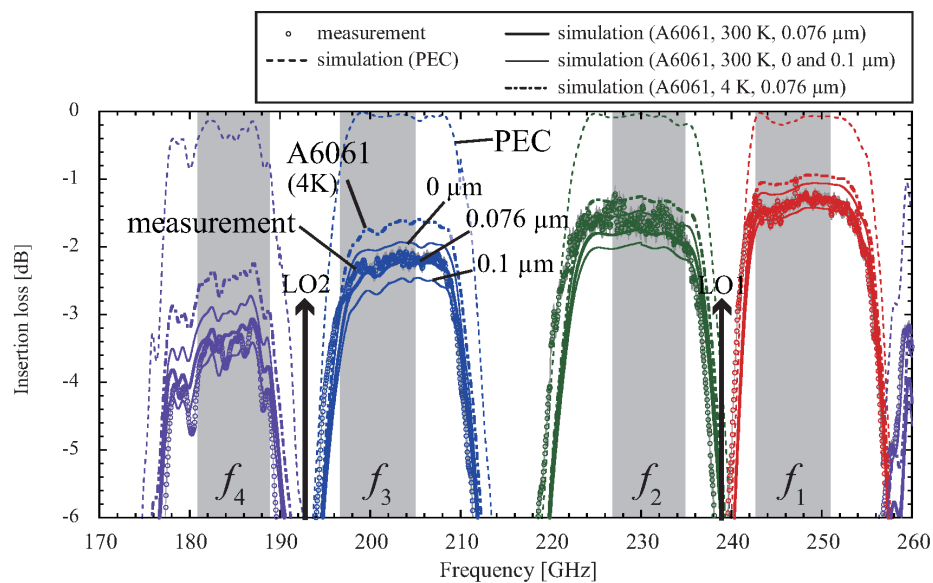 measurement
simulation (PEC)
simulation (A6061, 300 K, 0.076 µm)
simulation (A6061, 300 K, 0 and 0.1 µm)
simulation (A6061, 4 K, 0.076 µm)
Insertion loss [dB]
0
-1
-2
-3
-4
-5
-6
PEC
A6061
(4K)
0 µm
measurement
0.076 µm
0.1 µm
LO2
LO1
f4
f3
f2
f1
170 180 190 200 210 220 230 240 250 260
Frequency [GHz]